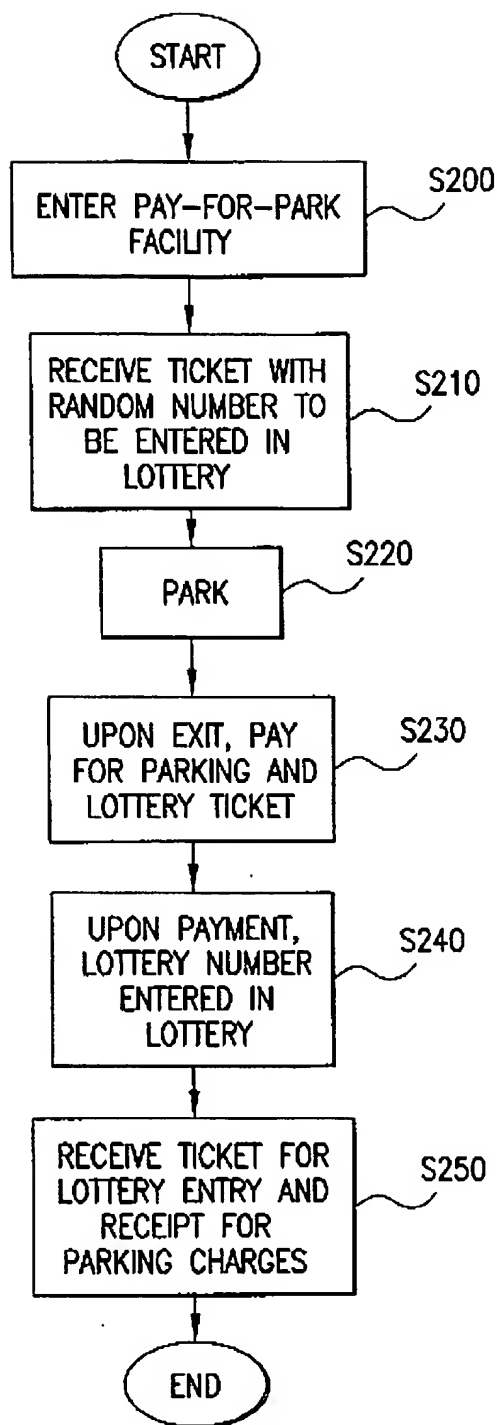 START
ENTER PAY-FOR-PARK
FACILITY
S200
RECEIVE TICKET WITH
RANDOM NUMBER TO
BE ENTERED IN
LOTTERY
S210
PARK
S220
UPON EXIT, PAY
FOR PARKING AND
LOTTERY TICKET
S230
UPON PAYMENT,
LOTTERY NUMBER
ENTERED IN
LOTTERY
S240
RECEIVE TICKET FOR
LOTTERY ENTRY AND
RECEIPT FOR
PARKING CHARGES
S250
END